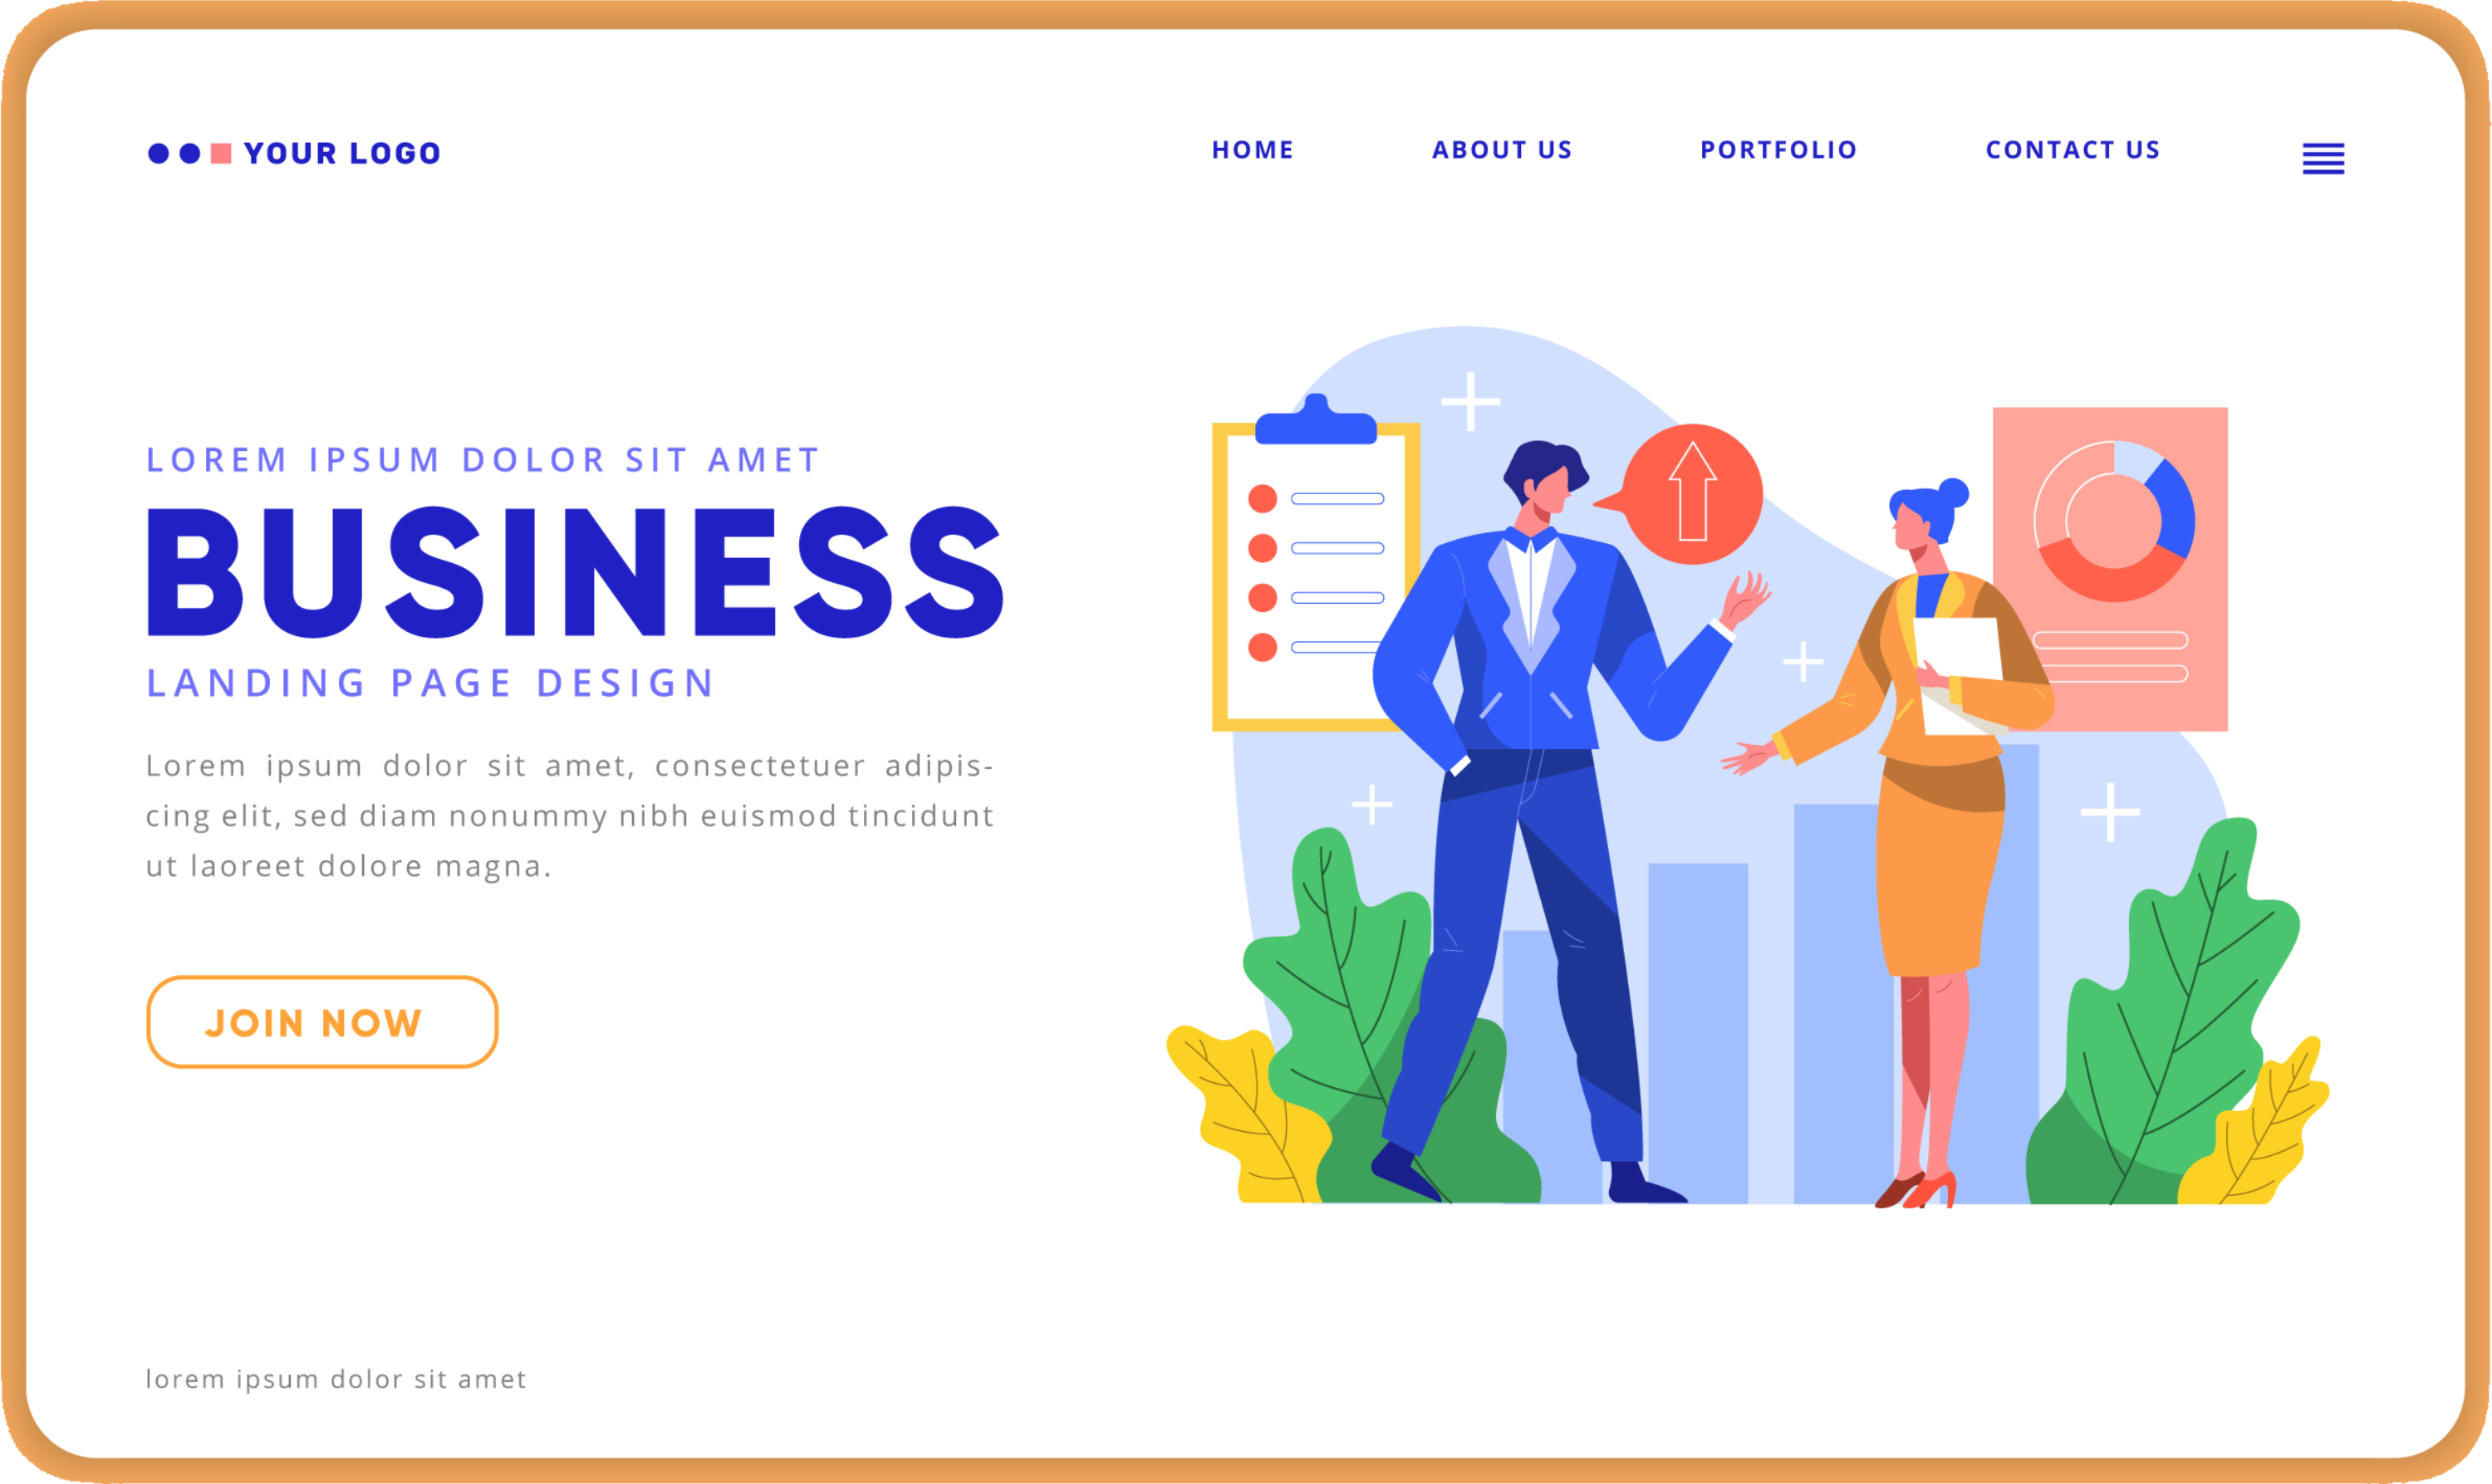 YOUR LOGO
HOME
ABOUT US
PORTFOLIO
CONTACT US
LOREM IPSUM DOLOR SIT AMET
BUSINESS
LANDING PAGE DESIGN
Lorem ipsum dolor sit amet, consectetuer adipis-
cing elit, sed diam nonummy nibh euismod tincidunt
ut laoreet dolore magna.
JOIN NOW
lorem ipsum dolor sit amet